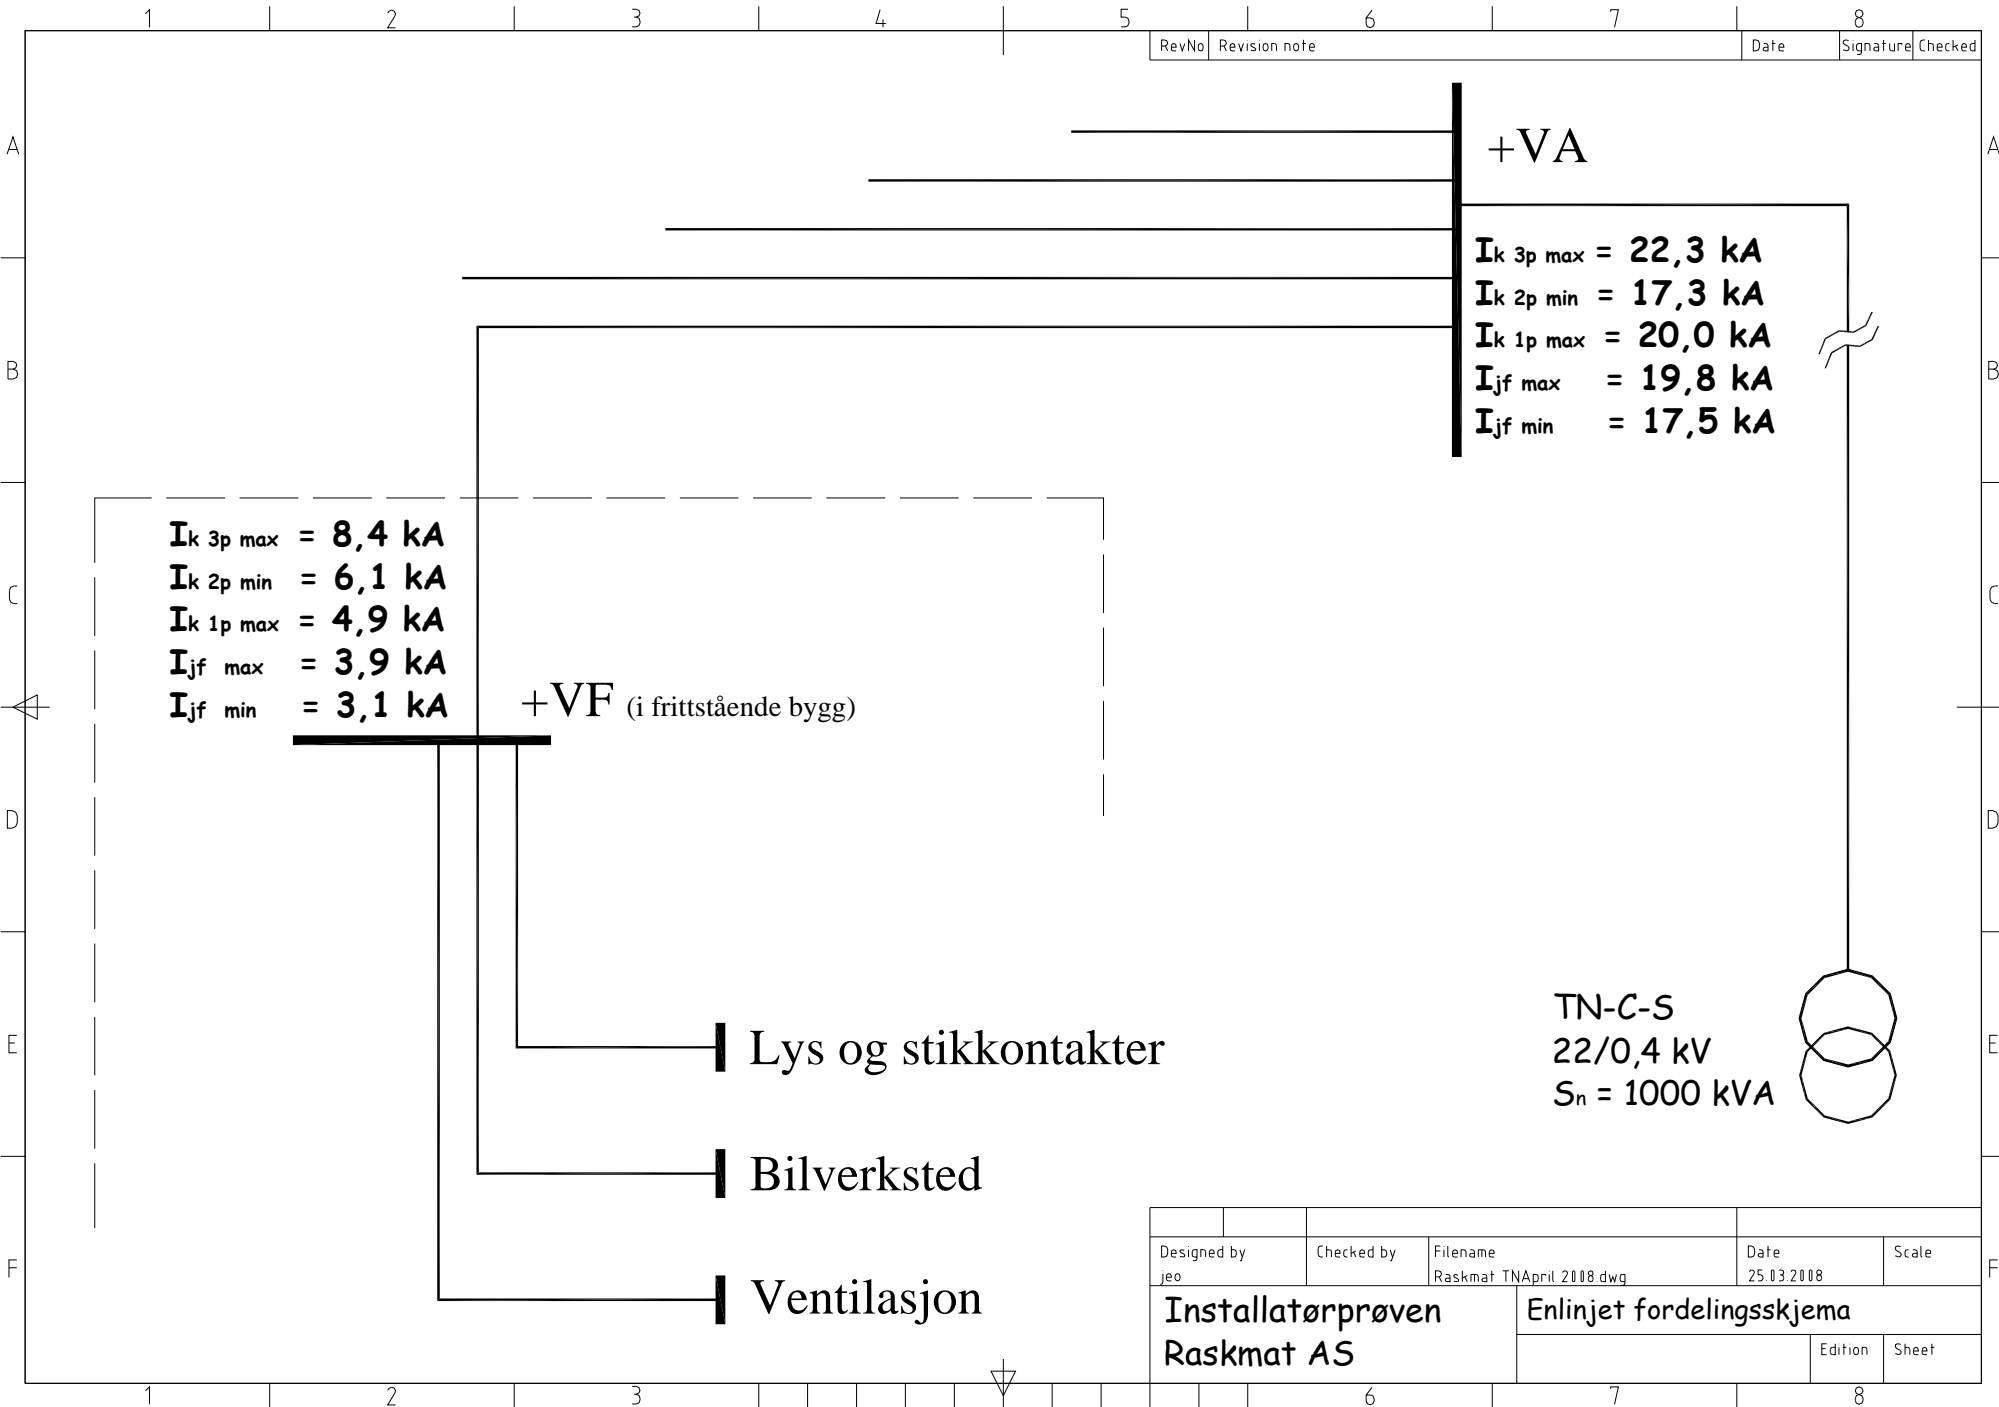 1 2 3 4 5 6 7 8
RevNo Revision note Date Signature Checked
A A
+VA
Ik 3p max = 22,3 kA
Ik 2p min = 17,3 kA
Ik 1p max = 20,0 kA
Ijf max = 19,8 kA
Ijf min = 17,5 kA
B B
Ik 3p max = 8,4 kA
Ik 2p min = 6,1 kA
Ik 1p max = 4,9 kA
Ijf max = 3,9 kA
Ijf min = 3,1 kA
C C
+VF (i frittstående bygg)
D D
Lys og stikkontakter
TN-C-S
22/0,4 kV
Sn = 1000 kVA
E E
Bilverksted
Ventilasjon
F F
Designed by Checked by Filename Date Scale
jeo Raskmat TNApril 2008.dwg 25.03.2008
Installatørprøven
Raskmat AS
Enlinjet fordelingsskjema
Edition Sheet
1 2 3 6 7 8